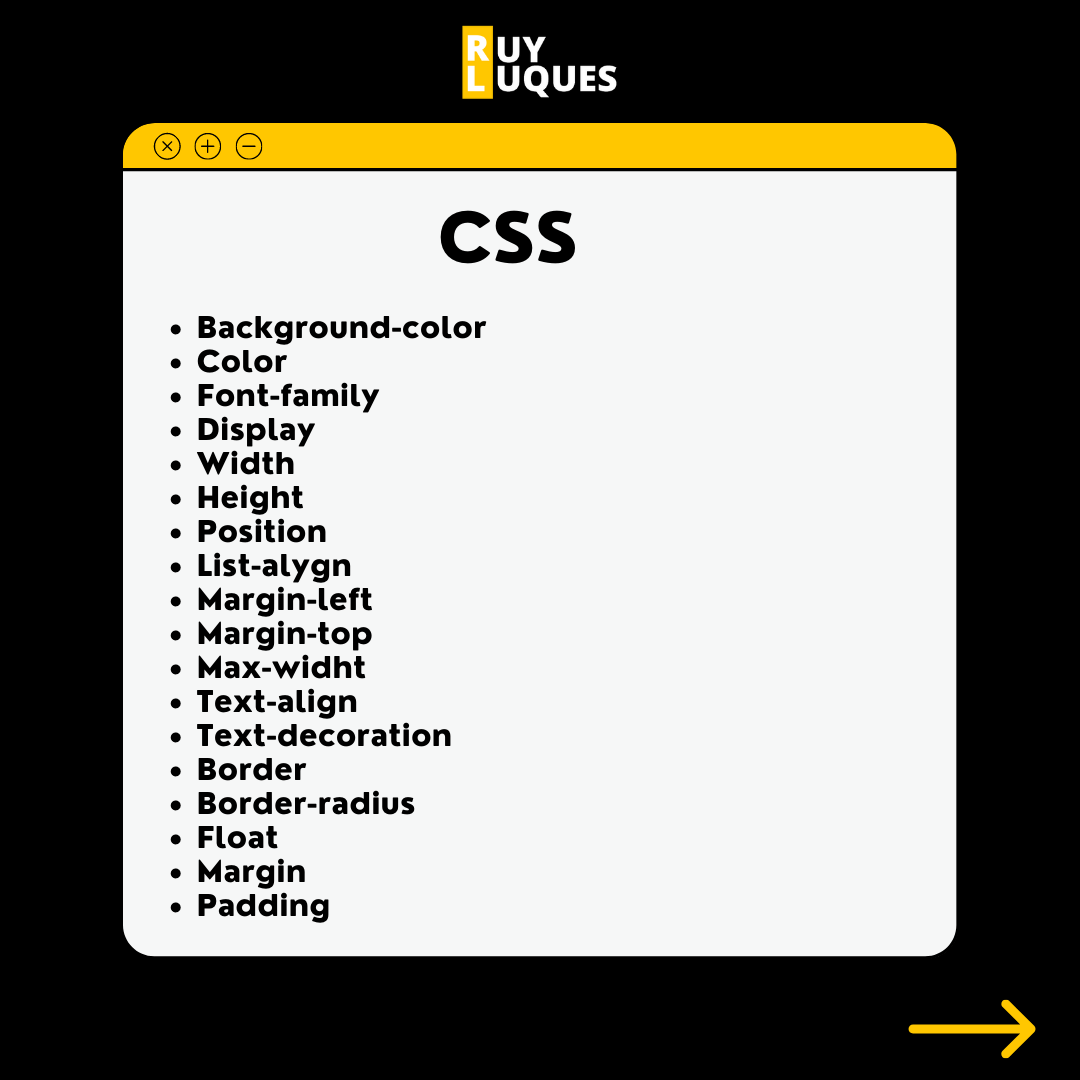 RUY
LUQUES
CSS
• Background-color
• Color
• Font-family
• Display
• Width
• Height
• Position
• List-alygn
• Margin-left
• Margin-top
• Max-widht
• Text-align
• Text-decoration
• Border
• Border-radius
• Float
• Margin
• Padding